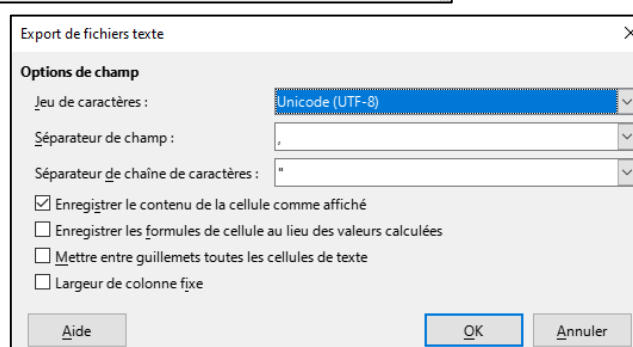 Export de fichiers texte
Options de champ
Jeu de caractères : Unicode (UTF-8)
Séparateur de champ : ,
Séparateur de chaîne de caractères : "
Enregistrer le contenu de la cellule comme affiché
Enregistrer les formules de cellule au lieu des valeurs calculées
Mettre entre guillemets toutes les cellules de texte
Largeur de colonne fixe
Aide OK Annuler